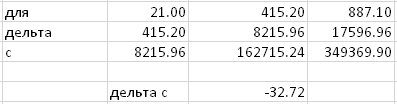 для 21.00 415.20 887.10
дельта 415.20 8215.96 17596.96
с 8215.96 162715.24 349369.90
дельта с -32.72